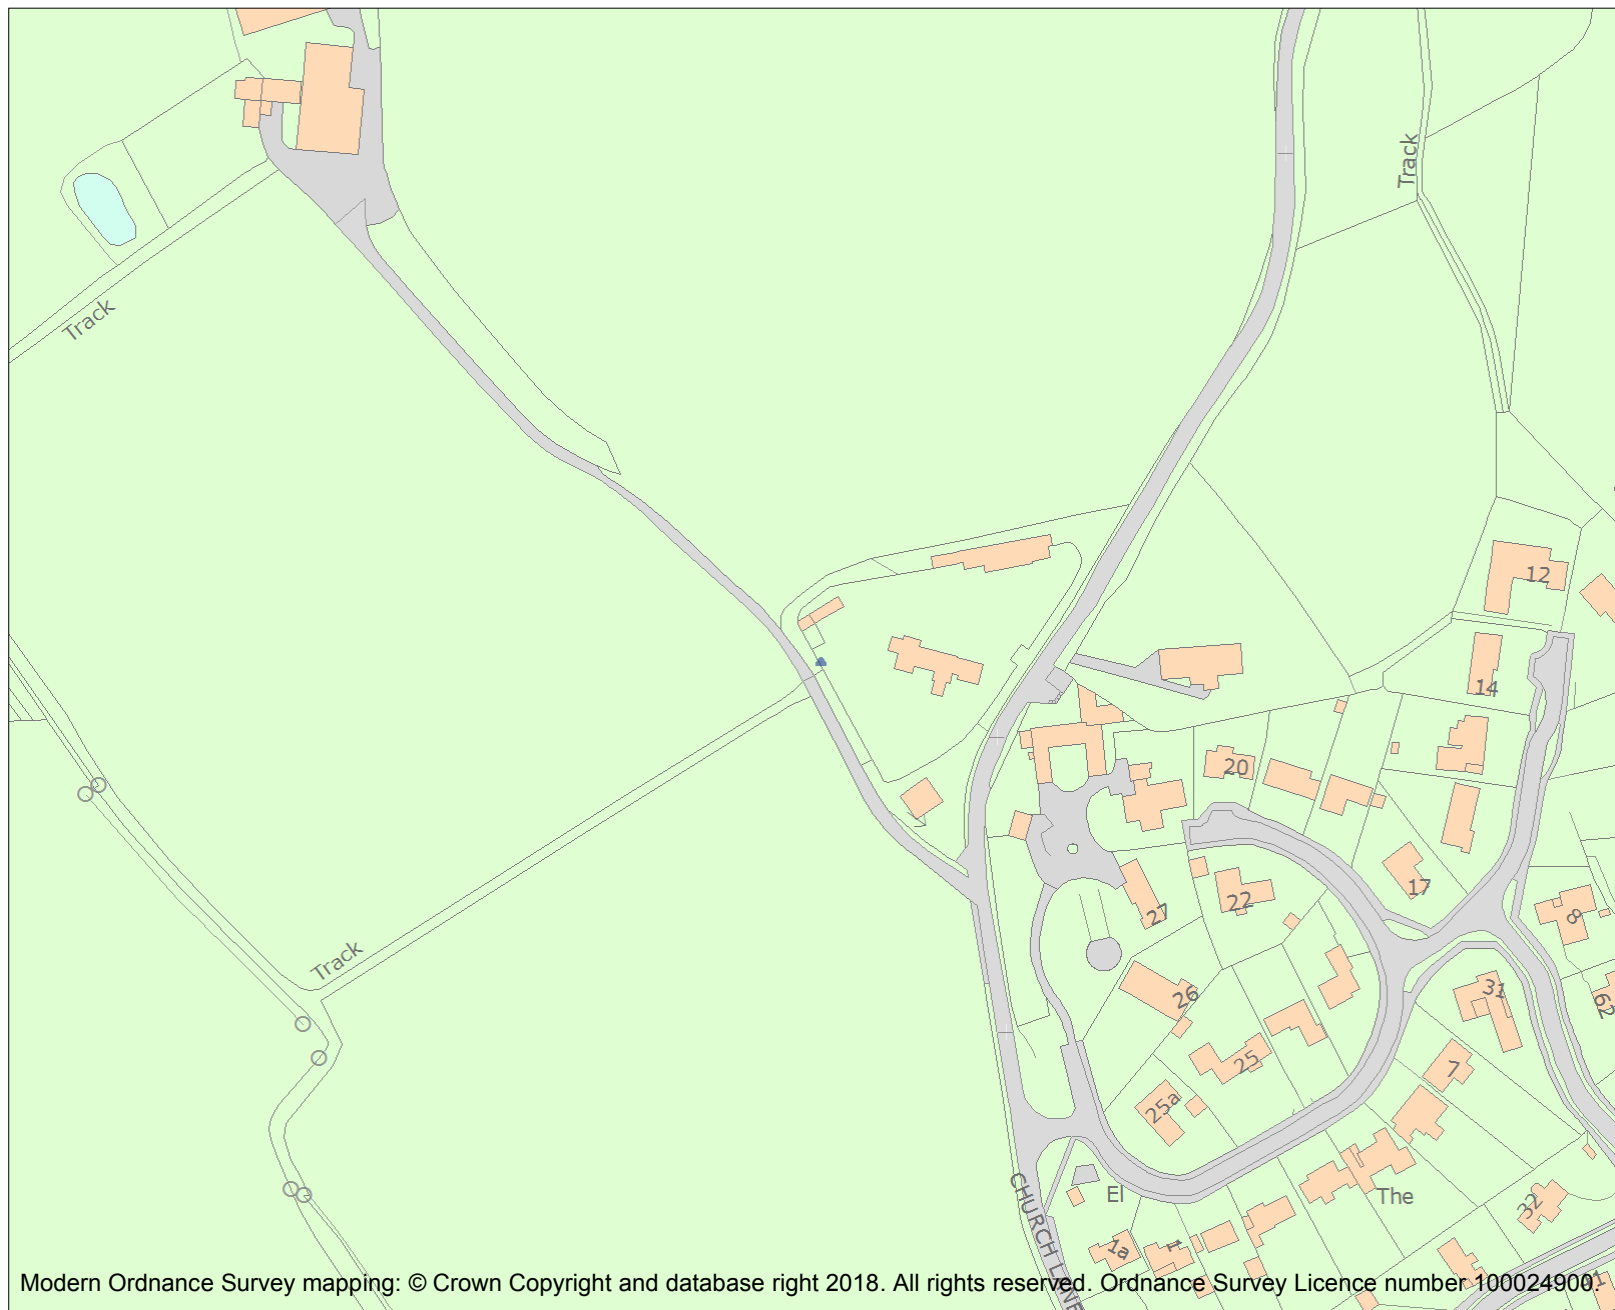 Track
Track
12
14
20
17
22
8
27
Track
26
31
62
25
7
25a
CHURCH LANE
El
The
32
1a
1
Modern Ordnance Survey mapping: © Crown Copyright and database right 2018. All rights reserved. Ordnance Survey Licence number 100024900.